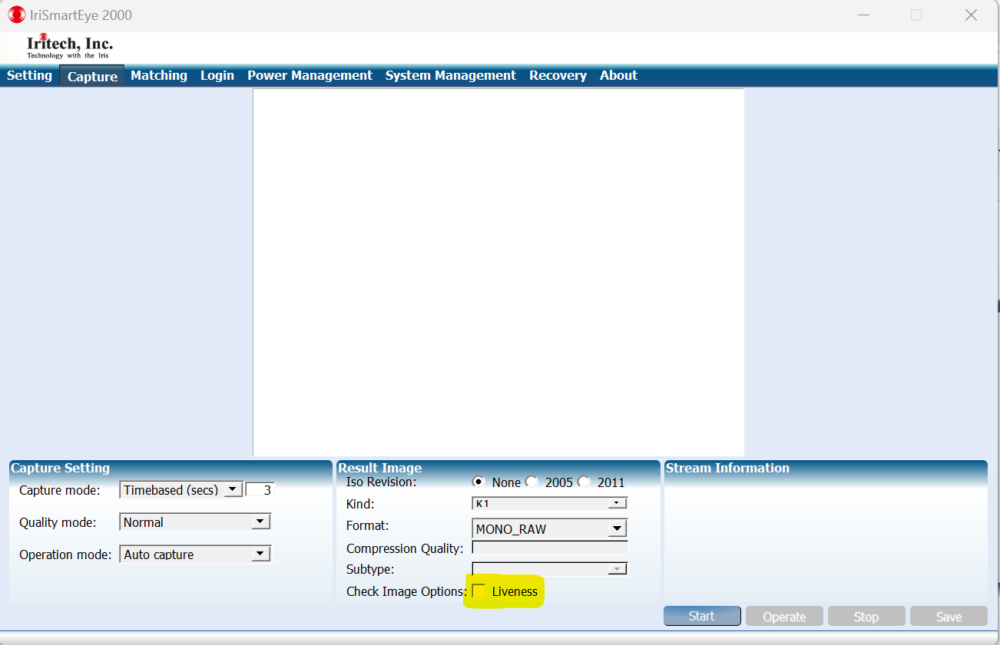 IriSmartEye 2000
Iritech, Inc.
Technology with the Iris
Setting Capture Matching Login Power Management System Management Recovery About
Capture Setting
Capture mode: Timebased (secs) 3
Quality mode: Normal
Operation mode: Auto capture
Result Image
Iso Revision: None 2005 2011
Kind: K1
Format: MONO_RAW
Compression Quality:
Subtype:
Check Image Options: Liveness
Stream Information
Start Operate Stop Save